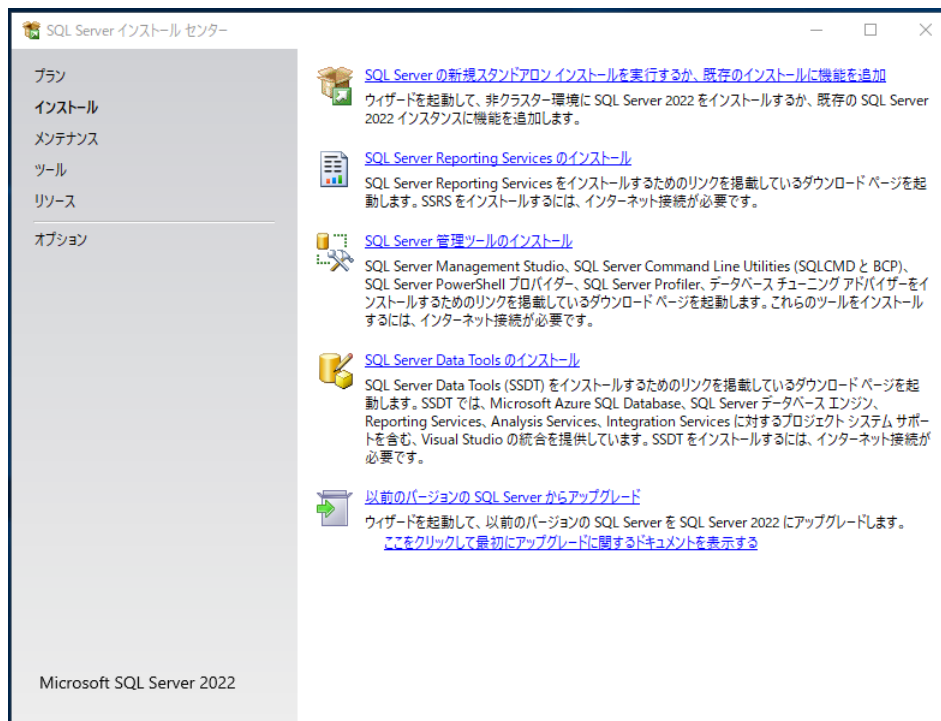 SQL Server インストール センター
プラン
インストール
メンテナンス
ツール
リソース
オプション
SQL Server の新規スタンドアロン インストールを実行するか、既存のインストールに機能を追加
ウィザードを起動して、非クラスター環境に SQL Server 2022 をインストールするか、既存の SQL Server
2022 インスタンスに機能を追加します。
SQL Server Reporting Services のインストール
SQL Server Reporting Services をインストールするためのリンクを掲載しているダウンロード ページを起
動します。SSRS をインストールするには、インターネット接続が必要です。
SQL Server 管理ツールのインストール
SQL Server Management Studio、SQL Server Command Line Utilities (SQLCMD と BCP)、
SQL Server PowerShell プロバイダー、SQL Server Profiler、データベース チューニング アドバイザーをイ
ンストールするためのリンクを掲載しているダウンロード ページを起動します。これらのツールをインストール
するには、インターネット接続が必要です。
SQL Server Data Tools のインストール
SQL Server Data Tools (SSDT) をインストールするためのリンクを掲載しているダウンロード ページを起
動します。SSDT では、Microsoft Azure SQL Database、SQL Server データベース エンジン、
Reporting Services、Analysis Services、Integration Services に対するプロジェクト システム サポー
トを含む、Visual Studio の統合を提供しています。SSDT をインストールするには、インターネット接続が
必要です。
以前のバージョンの SQL Server からアップグレード
ウィザードを起動して、以前のバージョンの SQL Server を SQL Server 2022 にアップグレードします。
ここをクリックして最初にアップグレードに関するドキュメントを表示する
Microsoft SQL Server 2022